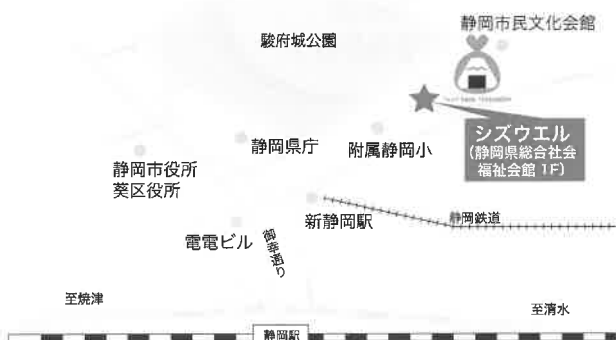 静岡市民文化会館
駿府城公園
シズウエル
(静岡県総合社会
福祉会館 1F)
静岡県庁
附属静岡小
静岡市役所
葵区役所
新静岡駅
静岡鉄道
電電ビル
御幸通り
至焼津
至清水
静岡駅